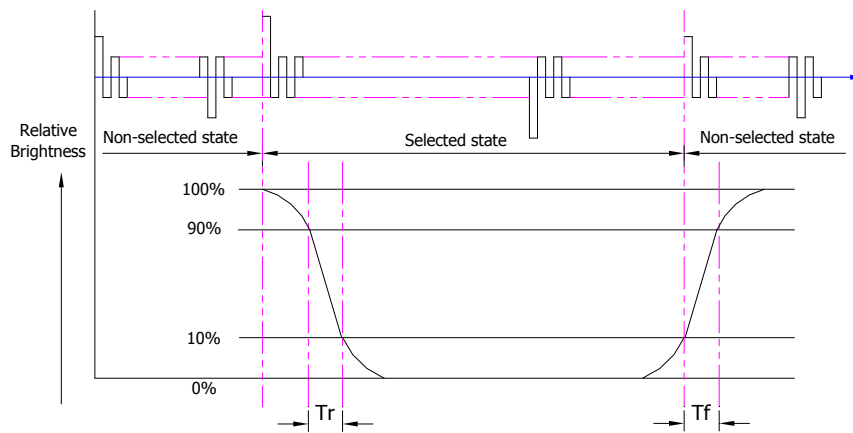 Relative
Brightness
Non-selected state
Selected state
Non-selected state
100%
90%
10%
0%
Tr
Tf